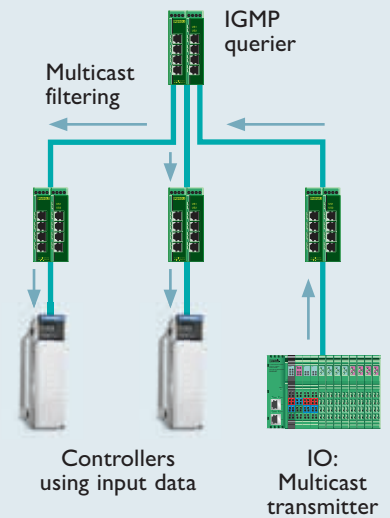 IGMP
querier
Multicast
filtering
Controllers
using input data
IO:
Multicast
transmitter